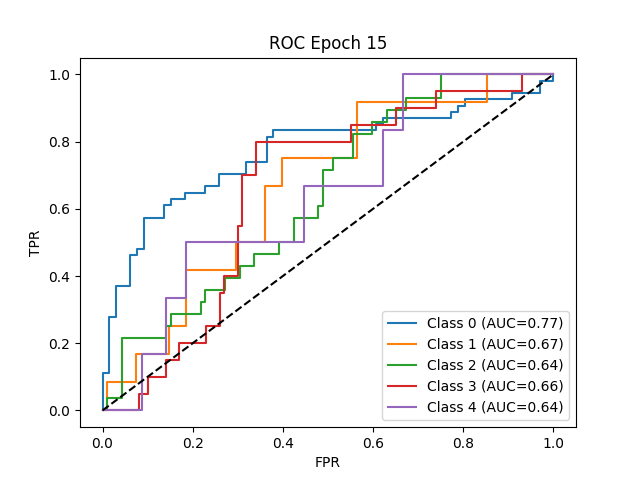 ROC Epoch 15
1.0
0.8
0.6
0.4
0.2
0.0
TPR
0.0 0.2 0.4 0.6 0.8 1.0
FPR
Class 0 (AUC=0.77)
Class 1 (AUC=0.67)
Class 2 (AUC=0.64)
Class 3 (AUC=0.66)
Class 4 (AUC=0.64)